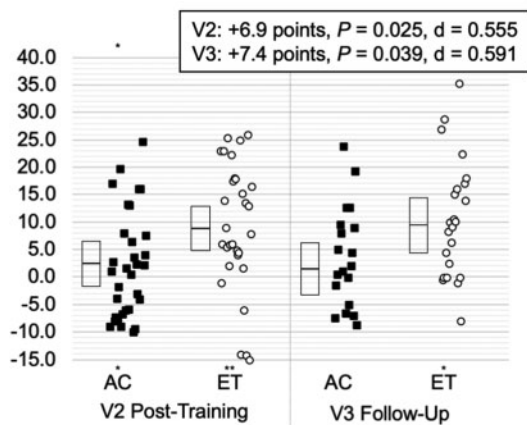 V2: +6.9 points, P = 0.025, d = 0.555
V3: +7.4 points, P = 0.039, d = 0.591
40.0
*
35.0
30.0
25.0
20.0
15.0
10.0
5.0
0.0
-5.0
-10.0
-15.0
* ** *
AC ET AC ET
V2 Post-Training V3 Follow-Up